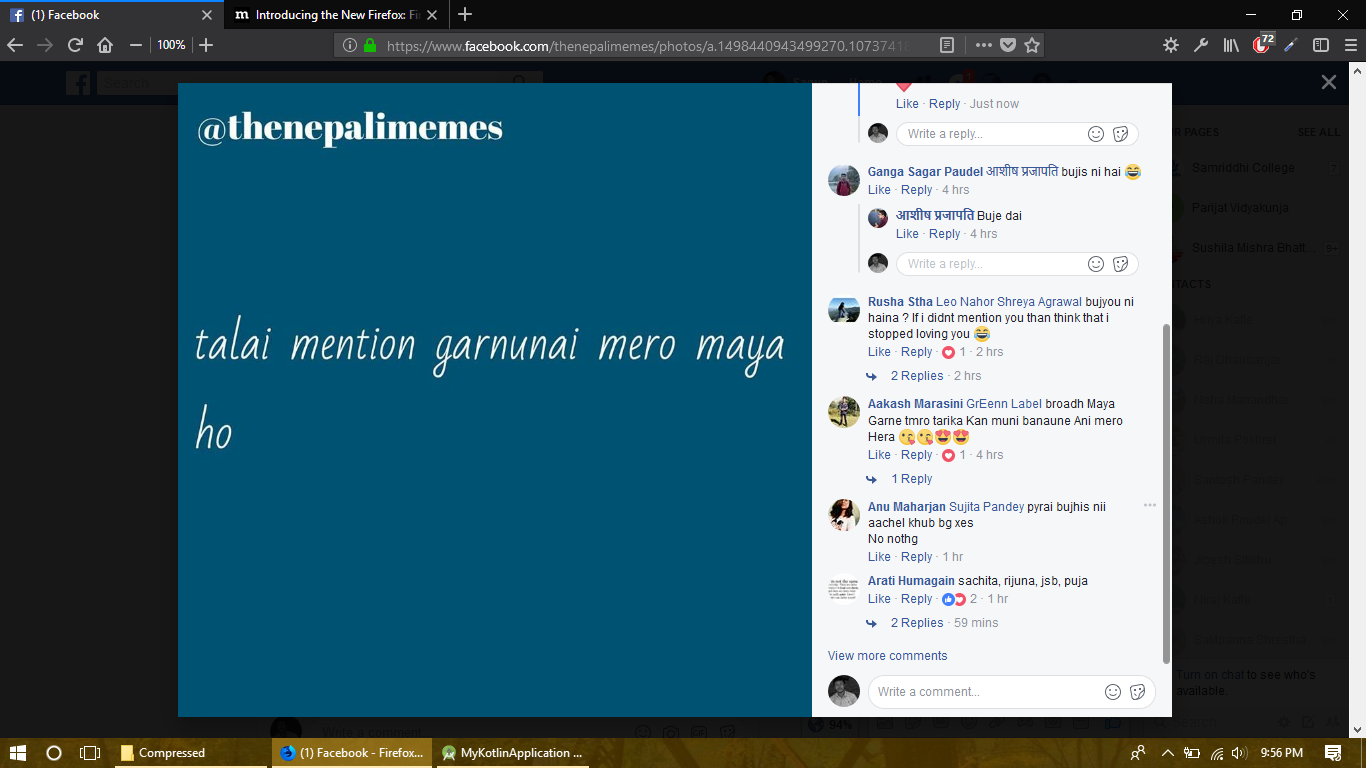 (1) Facebook
Introducing the New Firefox: Fi
100%
https://www.facebook.com/thenepalimemes/photos/a.1498440943499270.10737418
72
Search
Home
@thenepalimemes
talai mention garnunai mero maya
ho
Like · Reply · Just now
Write a reply...
Ganga Sagar Paudel आशीष प्रजापति bujis ni hai
Like · Reply · 4 hrs
आशीष प्रजापति Buje dai
Like · Reply · 4 hrs
Write a reply...
Rusha Stha Leo Nahor Shreya Agrawal bujyou ni
haina ? If i didnt mention you than think that i
stopped loving you 😂
Like · Reply · 1 · 2 hrs
2 Replies · 2 hrs
Aakash Marasini GrEenn Label broadh Maya
Garne tmro tarika Kan muni banaune Ani mero
Hera 😘😘😍😍
Like · Reply · 1 · 4 hrs
1 Reply
Anu Maharjan Sujita Pandey pyrai bujhis nii
aachel khub bg xes
No nothg
Like · Reply · 1 hr
Arati Humagain sachita, rijuna, jsb, puja
Like · Reply · 2 · 1 hr
2 Replies · 59 mins
View more comments
Write a comment...
PAGES SEE ALL
Samriddhi College 7
Parijat Vidyakunja
Sushila Mishra Bhatt... 9+
Turn on chat to see who's
available.
Write a comment...
94%
Compressed
(1) Facebook - Firefox...
MyKotlinApplication ...
9:56 PM